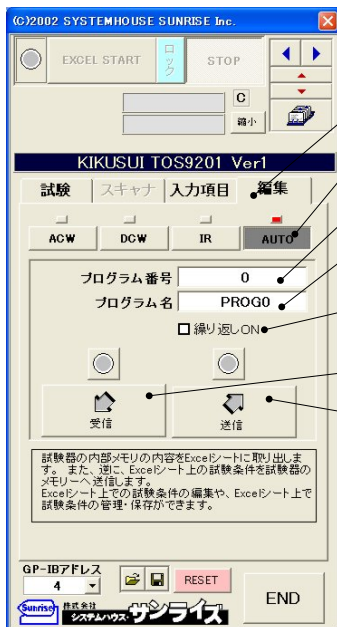 (C)2002 SYSTEMHOUSE SUNRISE Inc.
EXCEL START
ロック
STOP
C
縮小
KIKUSUI TOS9201 Ver1
試験 スキャナ 入力項目 編集
ACW DCW IR AUTO
プログラム番号 0
プログラム名 PROG0
繰り返しON
受信 送信
試験器の内部メモリの内容をExcelシートに取り出しま
す。 また、逆に、Excelシート上の試験条件を試験器の
メモリーへ送信します。
Excelシート上での試験条件の編集や、Excelシート上で
試験条件の管理・保存ができます。
GP-IBアドレス
4 RESET END
Sunrise 株式会社 システムハウス・サンライズ